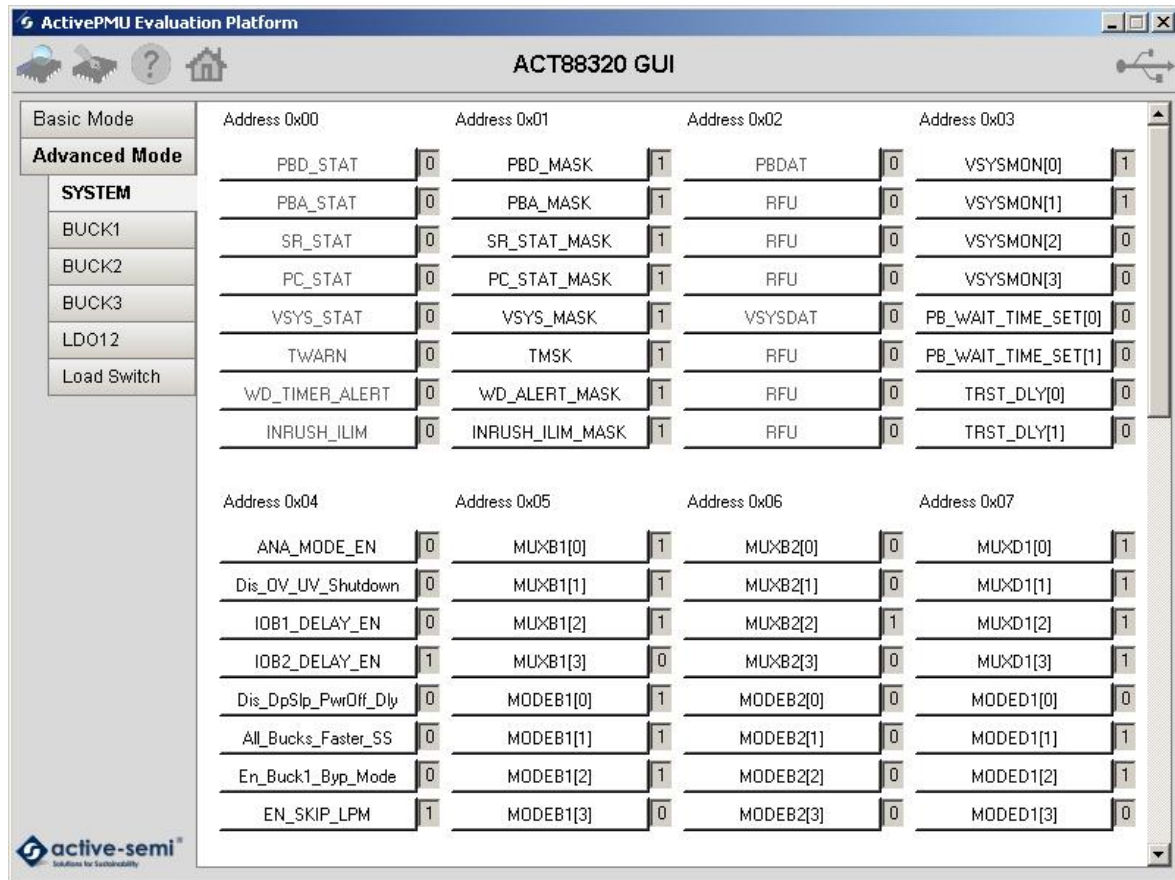 ActivePMU Evaluation Platform
ACT88320 GUI
Basic Mode
Advanced Mode
SYSTEM
BUCK1
BUCK2
BUCK3
LDO12
Load Switch
Address 0x00 Address 0x01 Address 0x02 Address 0x03
PBD_STAT 0 PBD_MASK 1 PBDAT 0 VSYSMON[0] 1
PBA_STAT 0 PBA_MASK 1 RFU 0 VSYSMON[1] 1
SR_STAT 0 SR_STAT_MASK 1 RFU 0 VSYSMON[2] 0
PC_STAT 0 PC_STAT_MASK 1 RFU 0 VSYSMON[3] 0
VSYS_STAT 0 VSYS_MASK 1 VSYSDAT 0 PB_WAIT_TIME_SET[0] 0
TWARN 0 TMSK 1 RFU 0 PB_WAIT_TIME_SET[1] 0
WD_TIMER_ALERT 0 WD_ALERT_MASK 1 RFU 0 TRST_DLY[0] 0
INRUSH_ILIM 0 INRUSH_ILIM_MASK 1 RFU 0 TRST_DLY[1] 0
Address 0x04 Address 0x05 Address 0x06 Address 0x07
ANA_MODE_EN 0 MUXB1[0] 1 MUXB2[0] 0 MUXD1[0] 1
Dis_OV_UV_Shutdown 0 MUXB1[1] 1 MUXB2[1] 0 MUXD1[1] 1
IOB1_DELAY_EN 0 MUXB1[2] 1 MUXB2[2] 1 MUXD1[2] 1
IOB2_DELAY_EN 1 MUXB1[3] 0 MUXB2[3] 0 MUXD1[3] 1
Dis_DpSlp_PwrOff_Dly 0 MODEB1[0] 1 MODEB2[0] 0 MODED1[0] 0
All_Bucks_Faster_SS 0 MODEB1[1] 1 MODEB2[1] 0 MODED1[1] 1
En_Buck1_Byp_Mode 0 MODEB1[2] 1 MODEB2[2] 0 MODED1[2] 1
EN_SKIP_LPM 1 MODEB1[3] 0 MODEB2[3] 0 MODED1[3] 0
active-semi
Solutions for Sustainability